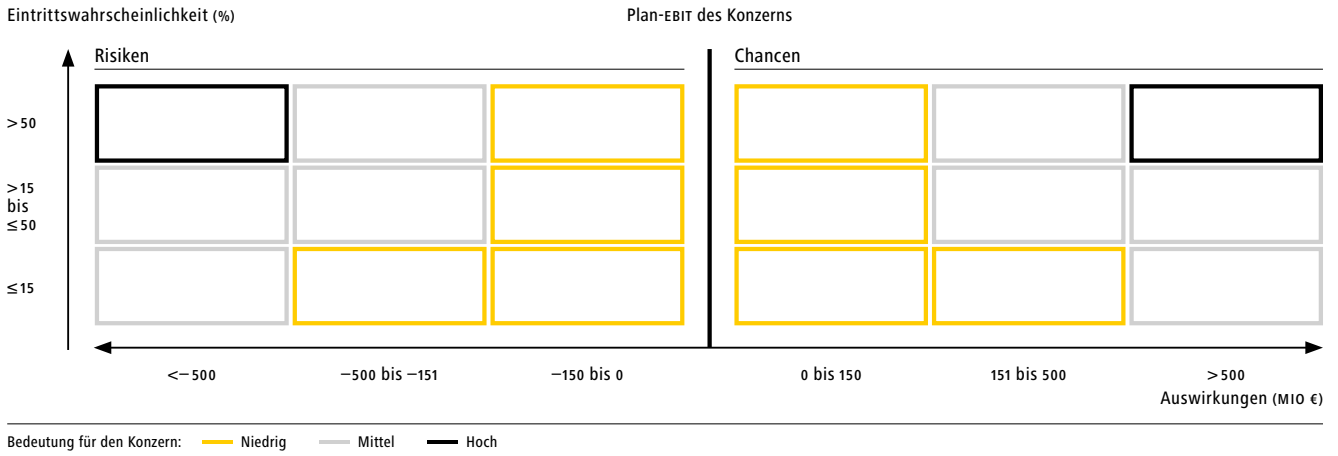 Eintrittswahrscheinlichkeit (%)
Plan-EBIT des Konzerns
Risiken
Chancen
>50
>15
bis
≤50
≤15
<−500
−500 bis −151
−150 bis 0
0 bis 150
151 bis 500
>500
Auswirkungen (MIO €)
Bedeutung für den Konzern: Niedrig Mittel Hoch